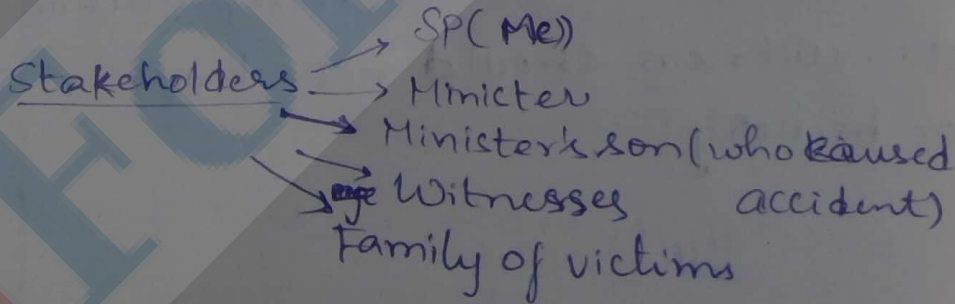 SP(Me)
Stakeholders
Minicter
Minister's son (who caused
Witnesses accident)
Family of victims